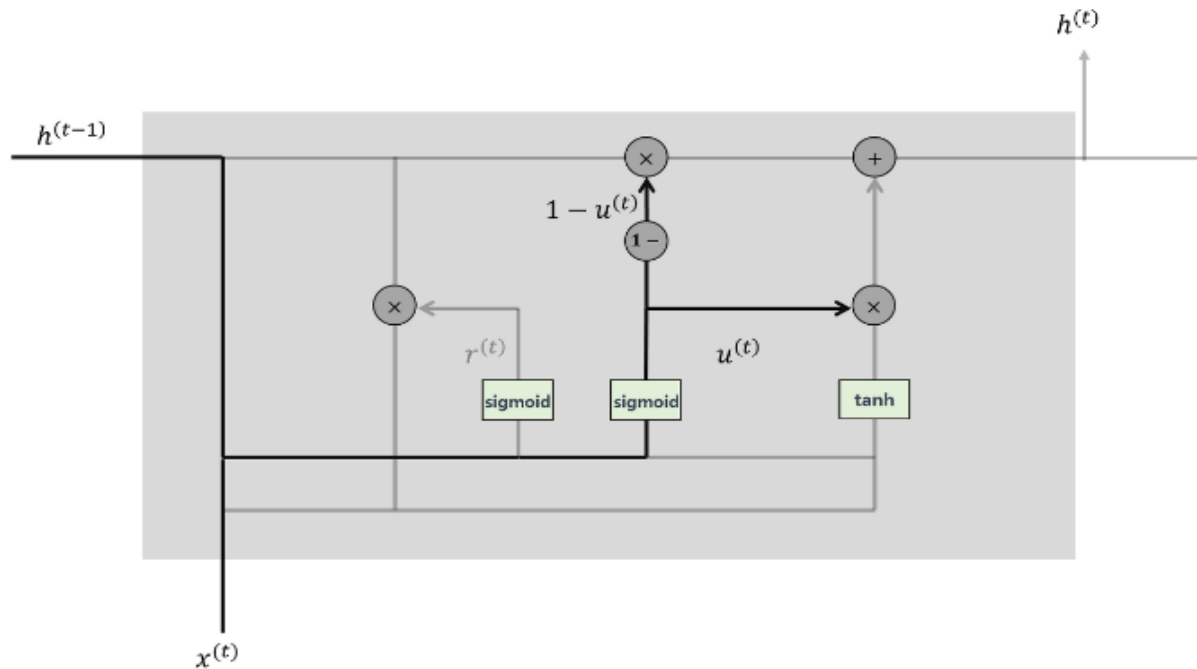 h^{(t)}
h^{(t−1)}
×
+
1 − u^{(t)}
1 −
×
×
r^{(t)}
u^{(t)}
sigmoid
sigmoid
tanh
x^{(t)}